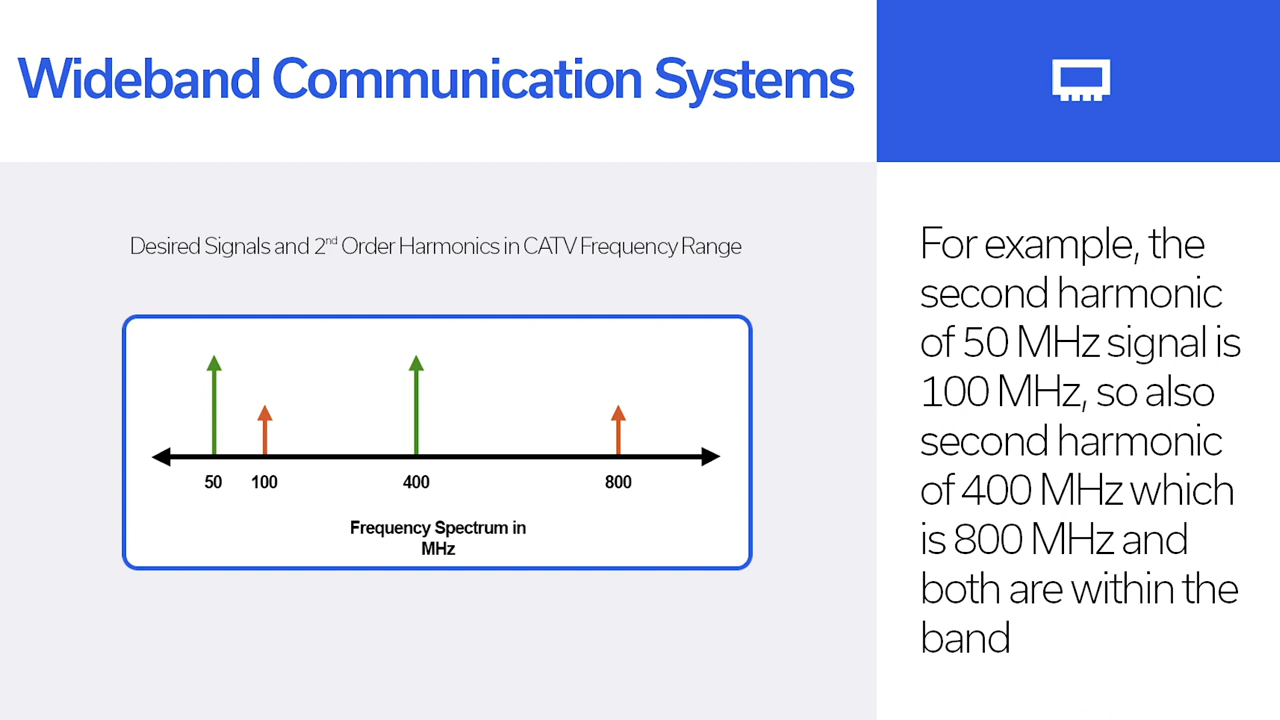 Wideband Communication Systems
Desired Signals and 2nd Order Harmonics in CATV Frequency Range
50 100 400 800
Frequency Spectrum in
MHz
For example, the
second harmonic
of 50 MHz signal is
100 MHz, so also
second harmonic
of 400 MHz which
is 800 MHz and
both are within the
band